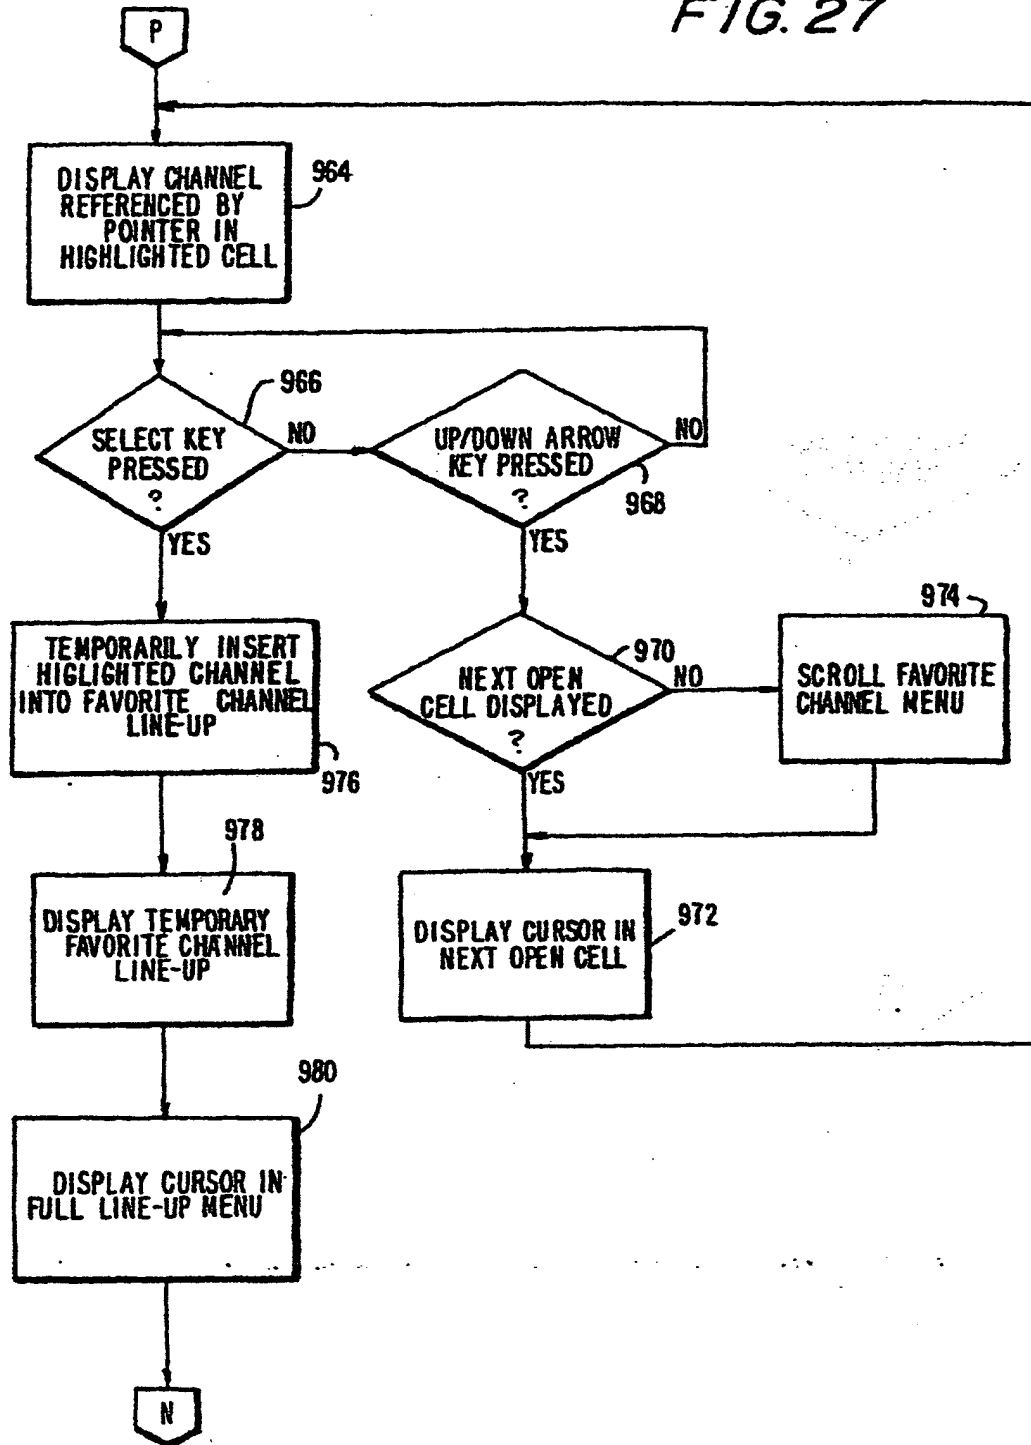 FIG. 27
P
DISPLAY CHANNEL
REFERENCED BY
POINTER IN
HIGHLIGHTED CELL
964
SELECT KEY
PRESSED
?
966
NO
YES
UP/DOWN ARROW
KEY PRESSED
?
968
NO
YES
NEXT OPEN
CELL DISPLAYED
?
970
NO
YES
974
SCROLL FAVORITE
CHANNEL MENU
TEMPORARILY INSERT
HIGLIGHTED CHANNEL
INTO FAVORITE CHANNEL
LINE-UP
976
978
DISPLAY TEMPORARY
FAVORITE CHANNEL
LINE-UP
DISPLAY CURSOR IN
NEXT OPEN CELL
972
980
DISPLAY CURSOR IN
FULL LINE-UP MENU
N